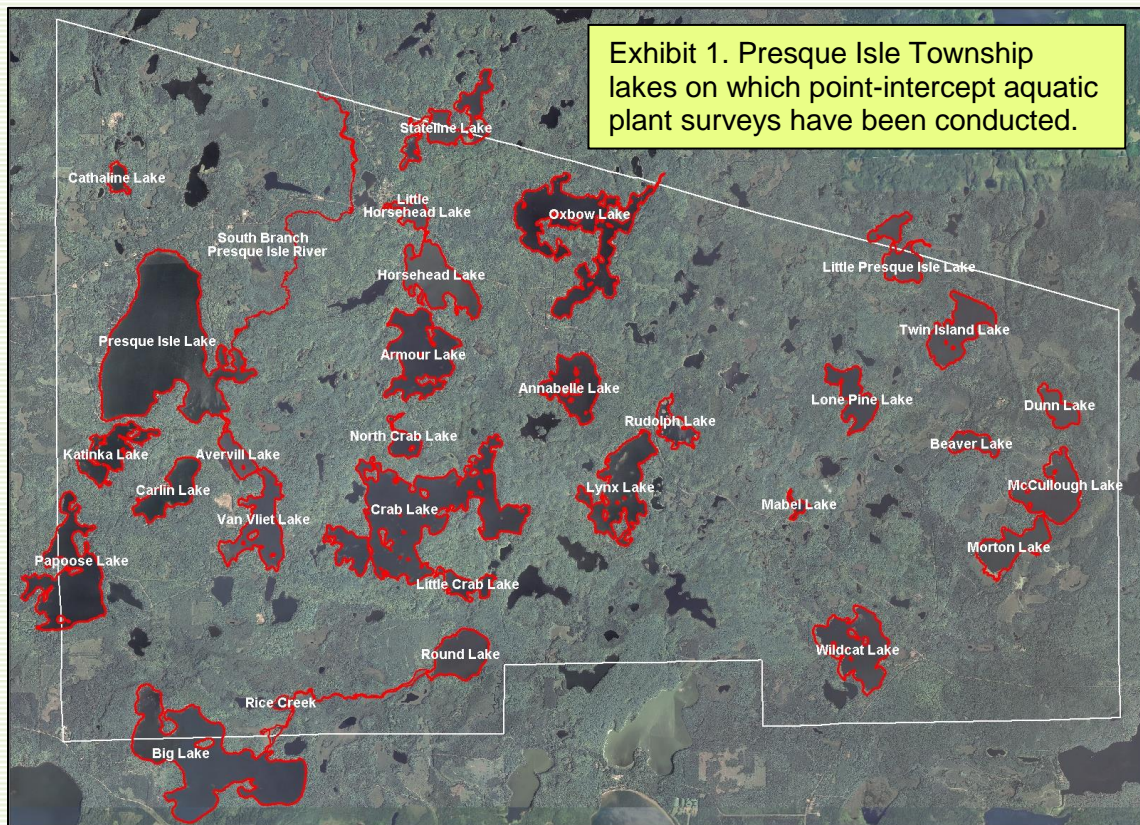 Exhibit 1. Presque Isle Township
lakes on which point-intercept aquatic
plant surveys have been conducted.
Stateline Lake
Cathaline Lake
Little
Horsehead Lake
Oxbow Lake
South Branch
Presque Isle River
Horsehead Lake
Little Presque Isle Lake
Twin Island Lake
Presque Isle Lake
Armour Lake
Annabelle Lake
Lone Pine Lake
Dunn Lake
Rudolph Lake
North Crab Lake
Beaver Lake
Katinka Lake
Avervill Lake
Carlin Lake
Lynx Lake
McCullough Lake
Van Vliet Lake
Crab Lake
Mabel Lake
Morton Lake
Papoose Lake
Little Crab Lake
Wildcat Lake
Round Lake
Rice Creek
Big Lake